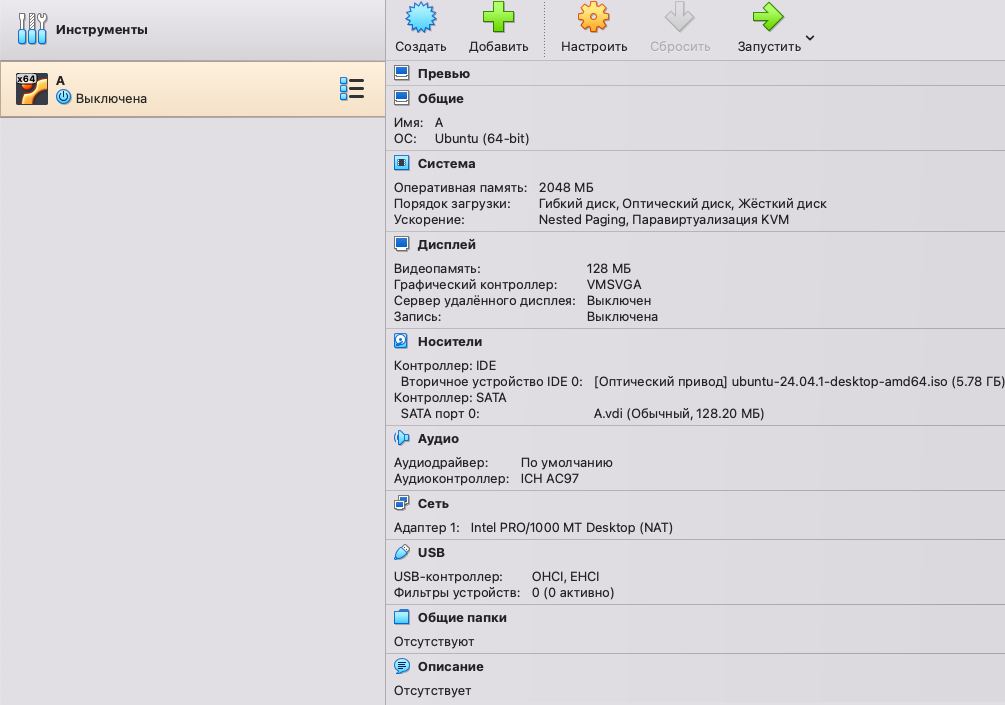 Инструменты
Создать Добавить Настроить Сбросить Запустить
x64 A
Выключена
Превью
Общие
Имя: A
ОС: Ubuntu (64-bit)
Система
Оперативная память: 2048 МБ
Порядок загрузки: Гибкий диск, Оптический диск, Жёсткий диск
Ускорение: Nested Paging, Паравиртуализация KVM
Дисплей
Видеопамять: 128 МБ
Графический контроллер: VMSVGA
Сервер удалённого дисплея: Выключен
Запись: Выключена
Носители
Контроллер: IDE
Вторичное устройство IDE 0: [Оптический привод] ubuntu-24.04.1-desktop-amd64.iso (5.78 ГБ)
Контроллер: SATA
SATA порт 0: A.vdi (Обычный, 128.20 МБ)
Аудио
Аудиодрайвер: По умолчанию
Аудиоконтроллер: ICH AC97
Сеть
Адаптер 1: Intel PRO/1000 MT Desktop (NAT)
USB
USB-контроллер: OHCI, EHCI
Фильтры устройств: 0 (0 активно)
Общие папки
Отсутствуют
Описание
Отсутствует